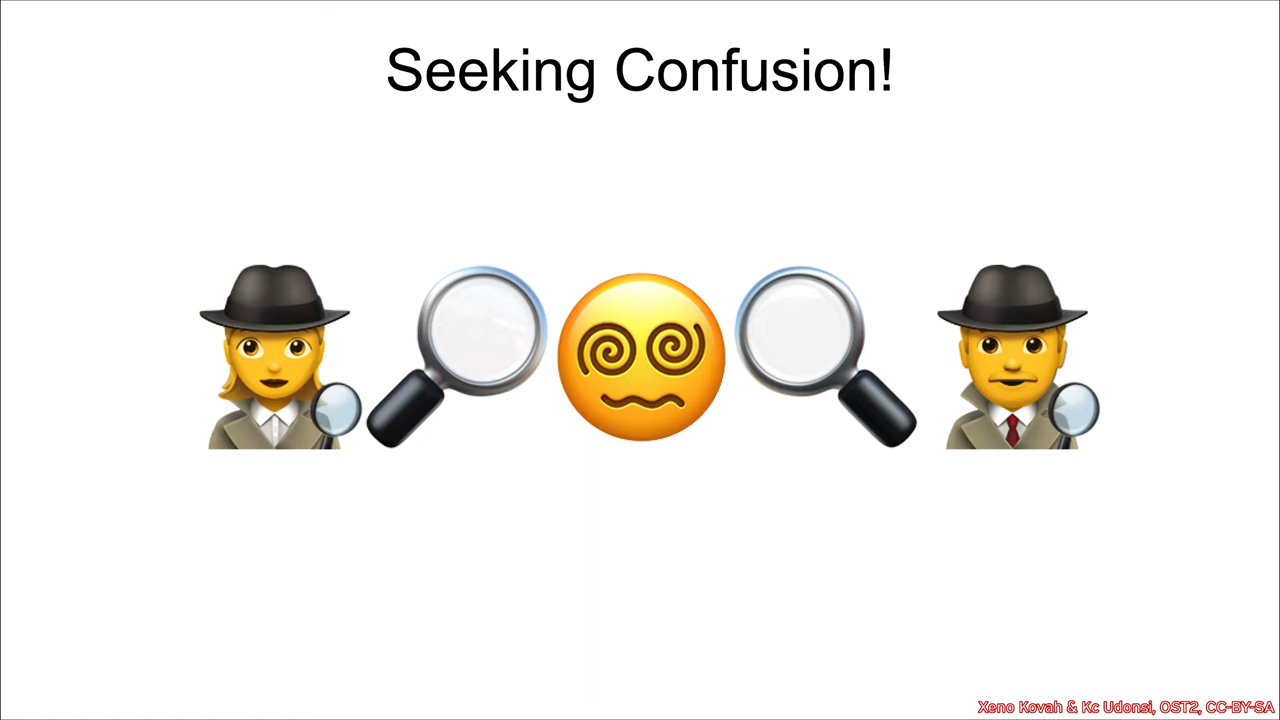 Seeking Confusion!
Xeno Kovah & Kc Udonsi, OST2, CC-BY-SA